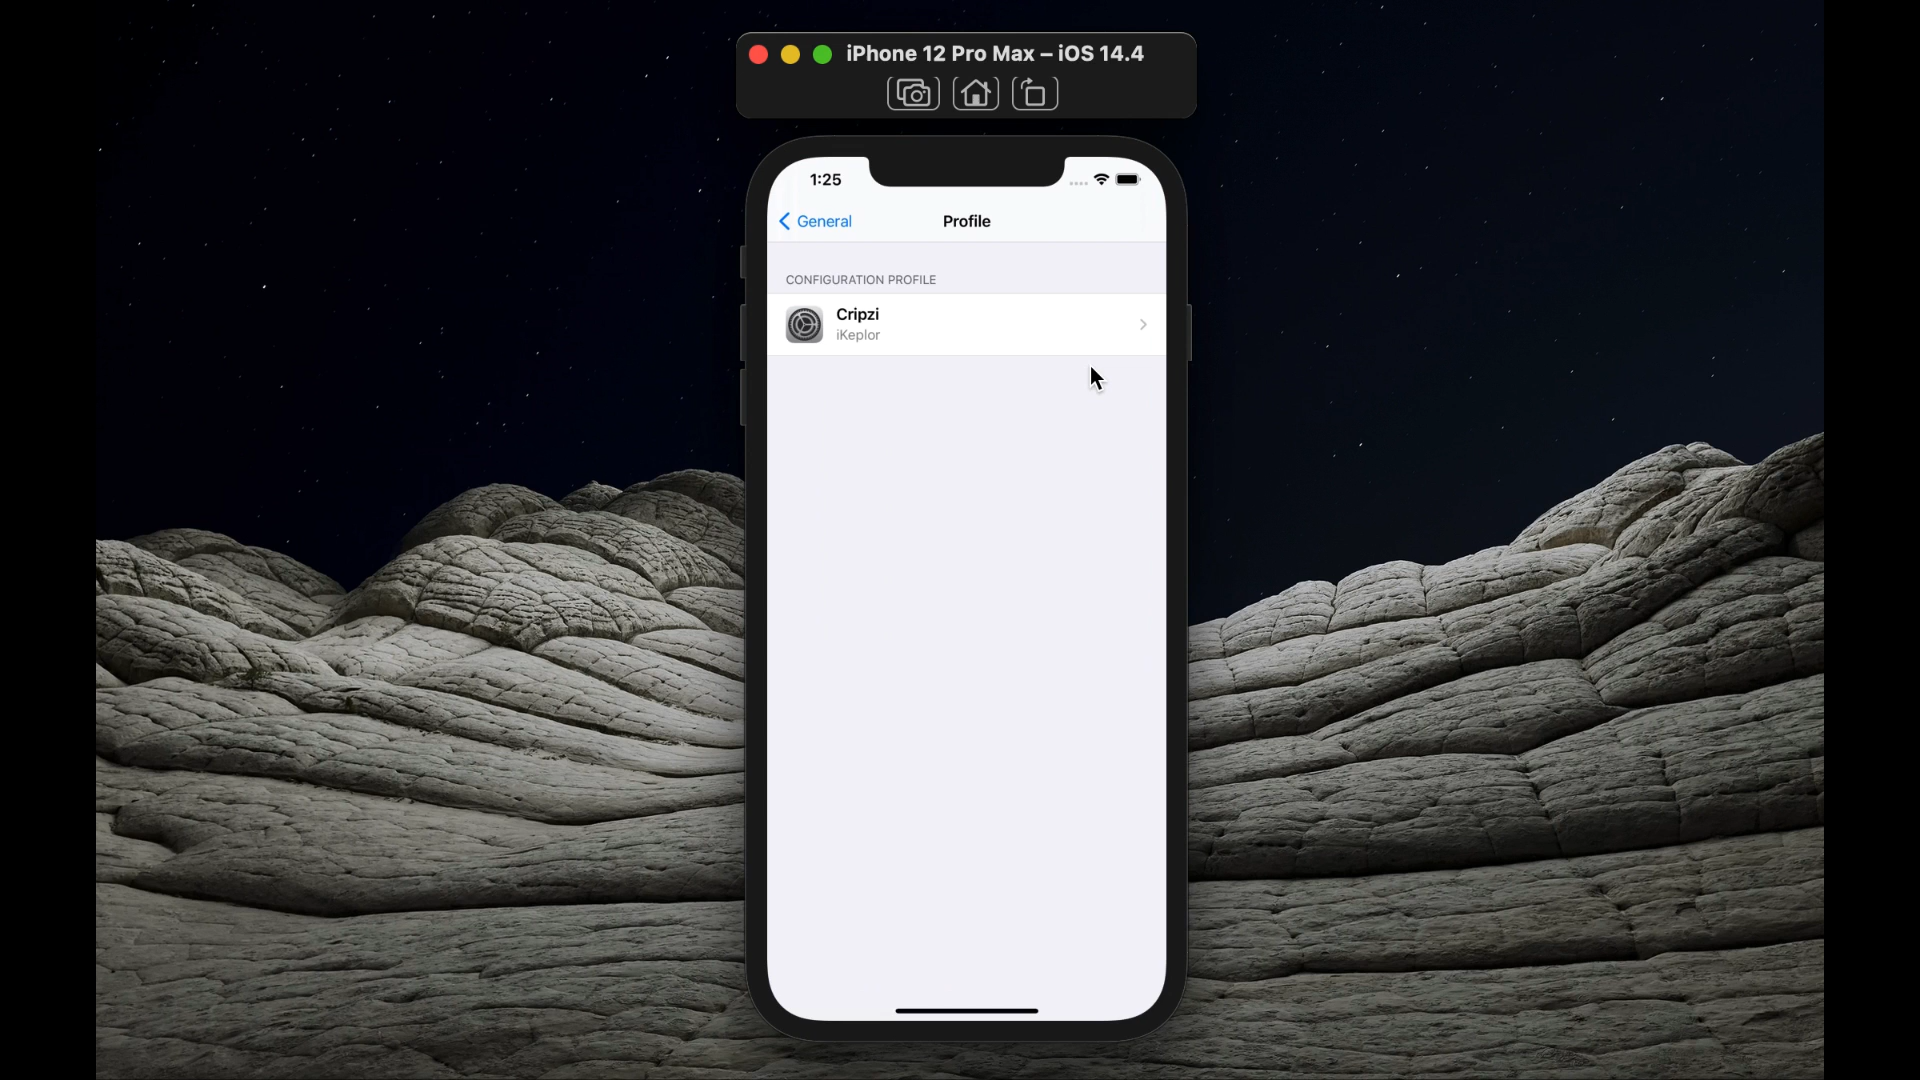 iPhone 12 Pro Max – iOS 14.4
1:25
General
Profile
CONFIGURATION PROFILE
Cripzi
iKeplor